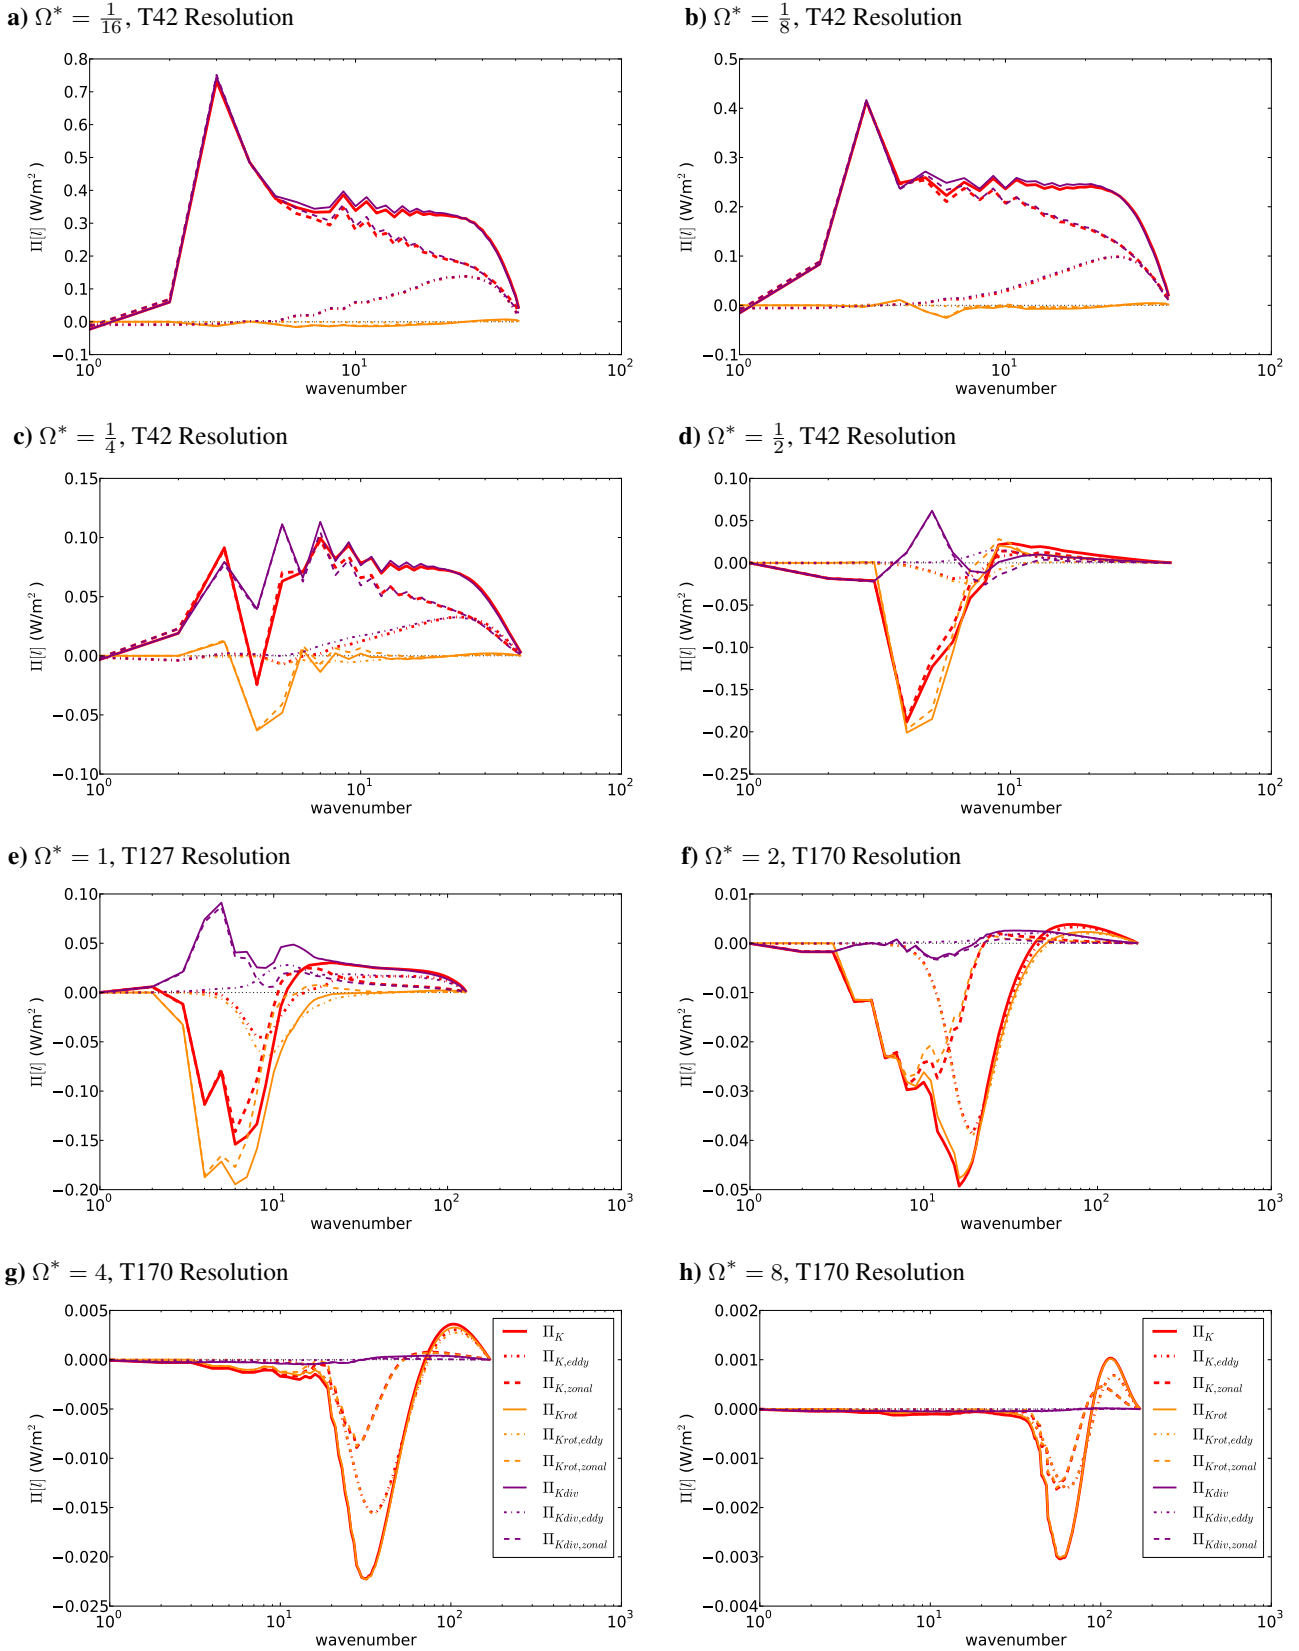 a) Ω* = 1/16, T42 Resolution
0.8
0.7
0.6
0.5
0.4
0.3
0.2
0.1
0.0
−0.1
Π[l] (W/m²)
10⁰
10¹
10²
wavenumber
b) Ω* = 1/8, T42 Resolution
0.5
0.4
0.3
0.2
0.1
0.0
−0.1
Π[l] (W/m²)
10⁰
10¹
10²
wavenumber
c) Ω* = 1/4, T42 Resolution
0.15
0.10
0.05
0.00
−0.05
−0.10
Π[l] (W/m²)
10⁰
10¹
10²
wavenumber
d) Ω* = 1/2, T42 Resolution
0.10
0.05
0.00
−0.05
−0.10
−0.15
−0.20
−0.25
Π[l] (W/m²)
10⁰
10¹
10²
wavenumber
e) Ω* = 1, T127 Resolution
0.10
0.05
0.00
−0.05
−0.10
−0.15
−0.20
Π[l] (W/m²)
10⁰
10¹
10²
10³
wavenumber
f) Ω* = 2, T170 Resolution
0.01
0.00
−0.01
−0.02
−0.03
−0.04
−0.05
Π[l] (W/m²)
10⁰
10¹
10²
10³
wavenumber
g) Ω* = 4, T170 Resolution
0.005
0.000
−0.005
−0.010
−0.015
−0.020
−0.025
Π[l] (W/m²)
10⁰
10¹
10²
10³
wavenumber
Π_K
Π_K,eddy
Π_K,zonal
Π_Krot
Π_Krot,eddy
Π_Krot,zonal
Π_Kdiv
Π_Kdiv,eddy
Π_Kdiv,zonal
h) Ω* = 8, T170 Resolution
0.002
0.001
0.000
−0.001
−0.002
−0.003
−0.004
Π[l] (W/m²)
10⁰
10¹
10²
10³
wavenumber
Π_K
Π_K,eddy
Π_K,zonal
Π_Krot
Π_Krot,eddy
Π_Krot,zonal
Π_Kdiv
Π_Kdiv,eddy
Π_Kdiv,zonal